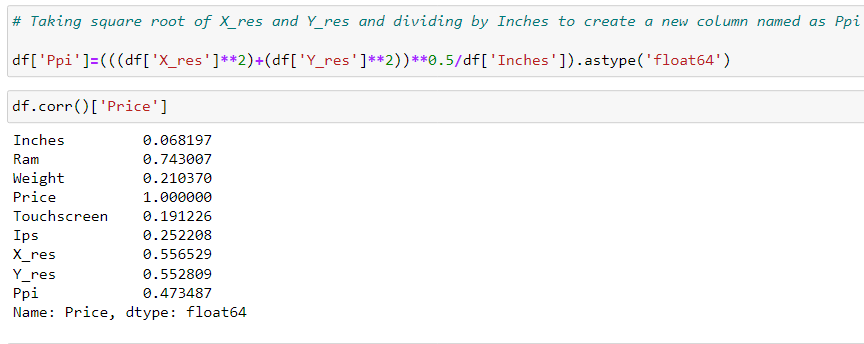 # Taking square root of X_res and Y_res and dividing by Inches to create a new column named as Ppi
df['Ppi']=(((df['X_res']**2)+(df['Y_res']**2))**0.5/df['Inches']).astype('float64')
df.corr()['Price']
Inches 0.068197
Ram 0.743007
Weight 0.210370
Price 1.000000
Touchscreen 0.191226
Ips 0.252208
X_res 0.556529
Y_res 0.552809
Ppi 0.473487
Name: Price, dtype: float64